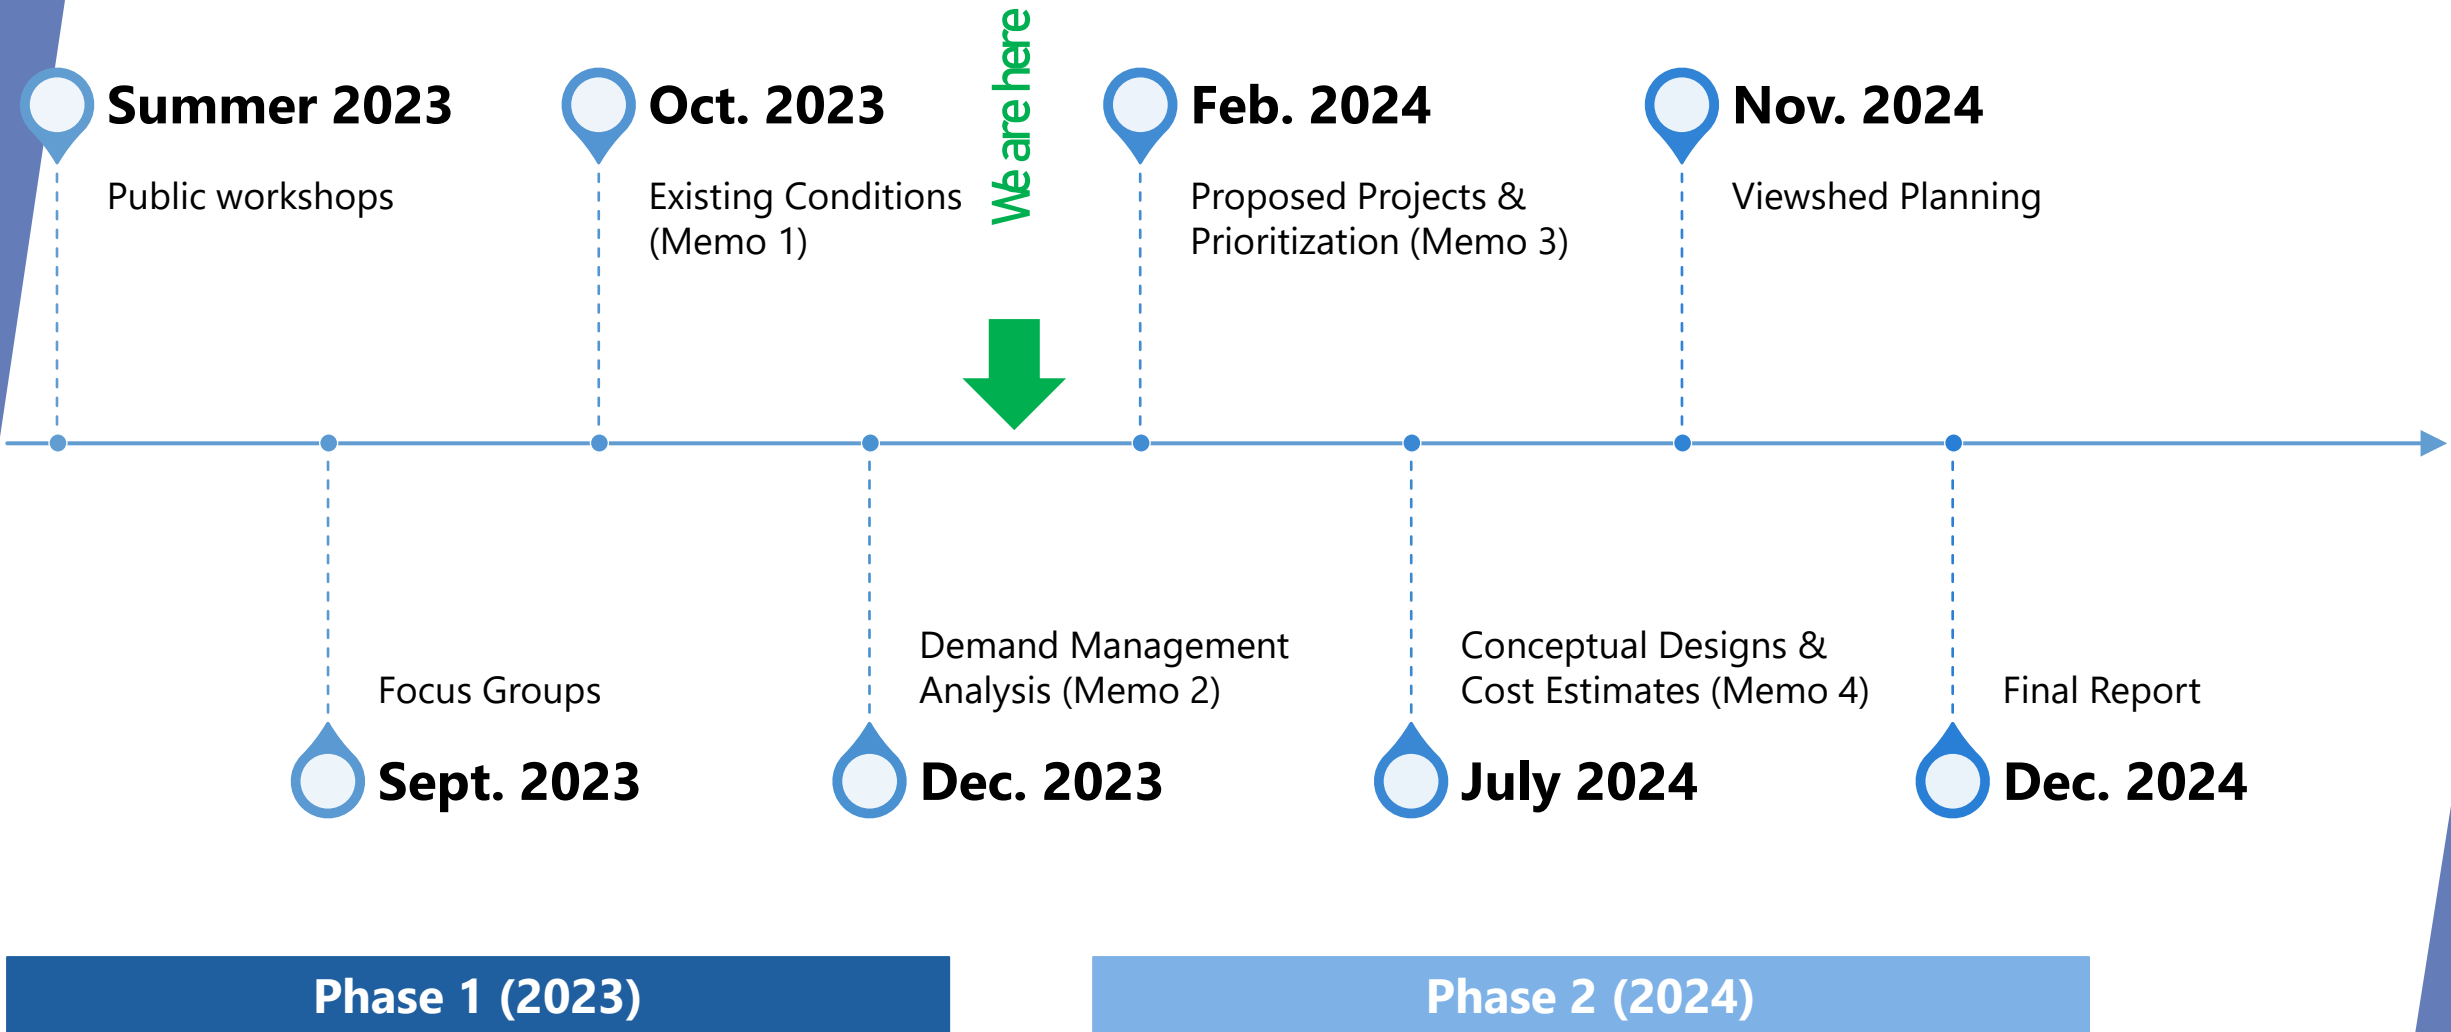 We are here
Summer 2023
Public workshops
Oct. 2023
Existing Conditions
(Memo 1)
Feb. 2024
Proposed Projects &
Prioritization (Memo 3)
Nov. 2024
Viewshed Planning
Focus Groups
Sept. 2023
Demand Management
Analysis (Memo 2)
Dec. 2023
Conceptual Designs &
Cost Estimates (Memo 4)
July 2024
Final Report
Dec. 2024
Phase 1 (2023)
Phase 2 (2024)